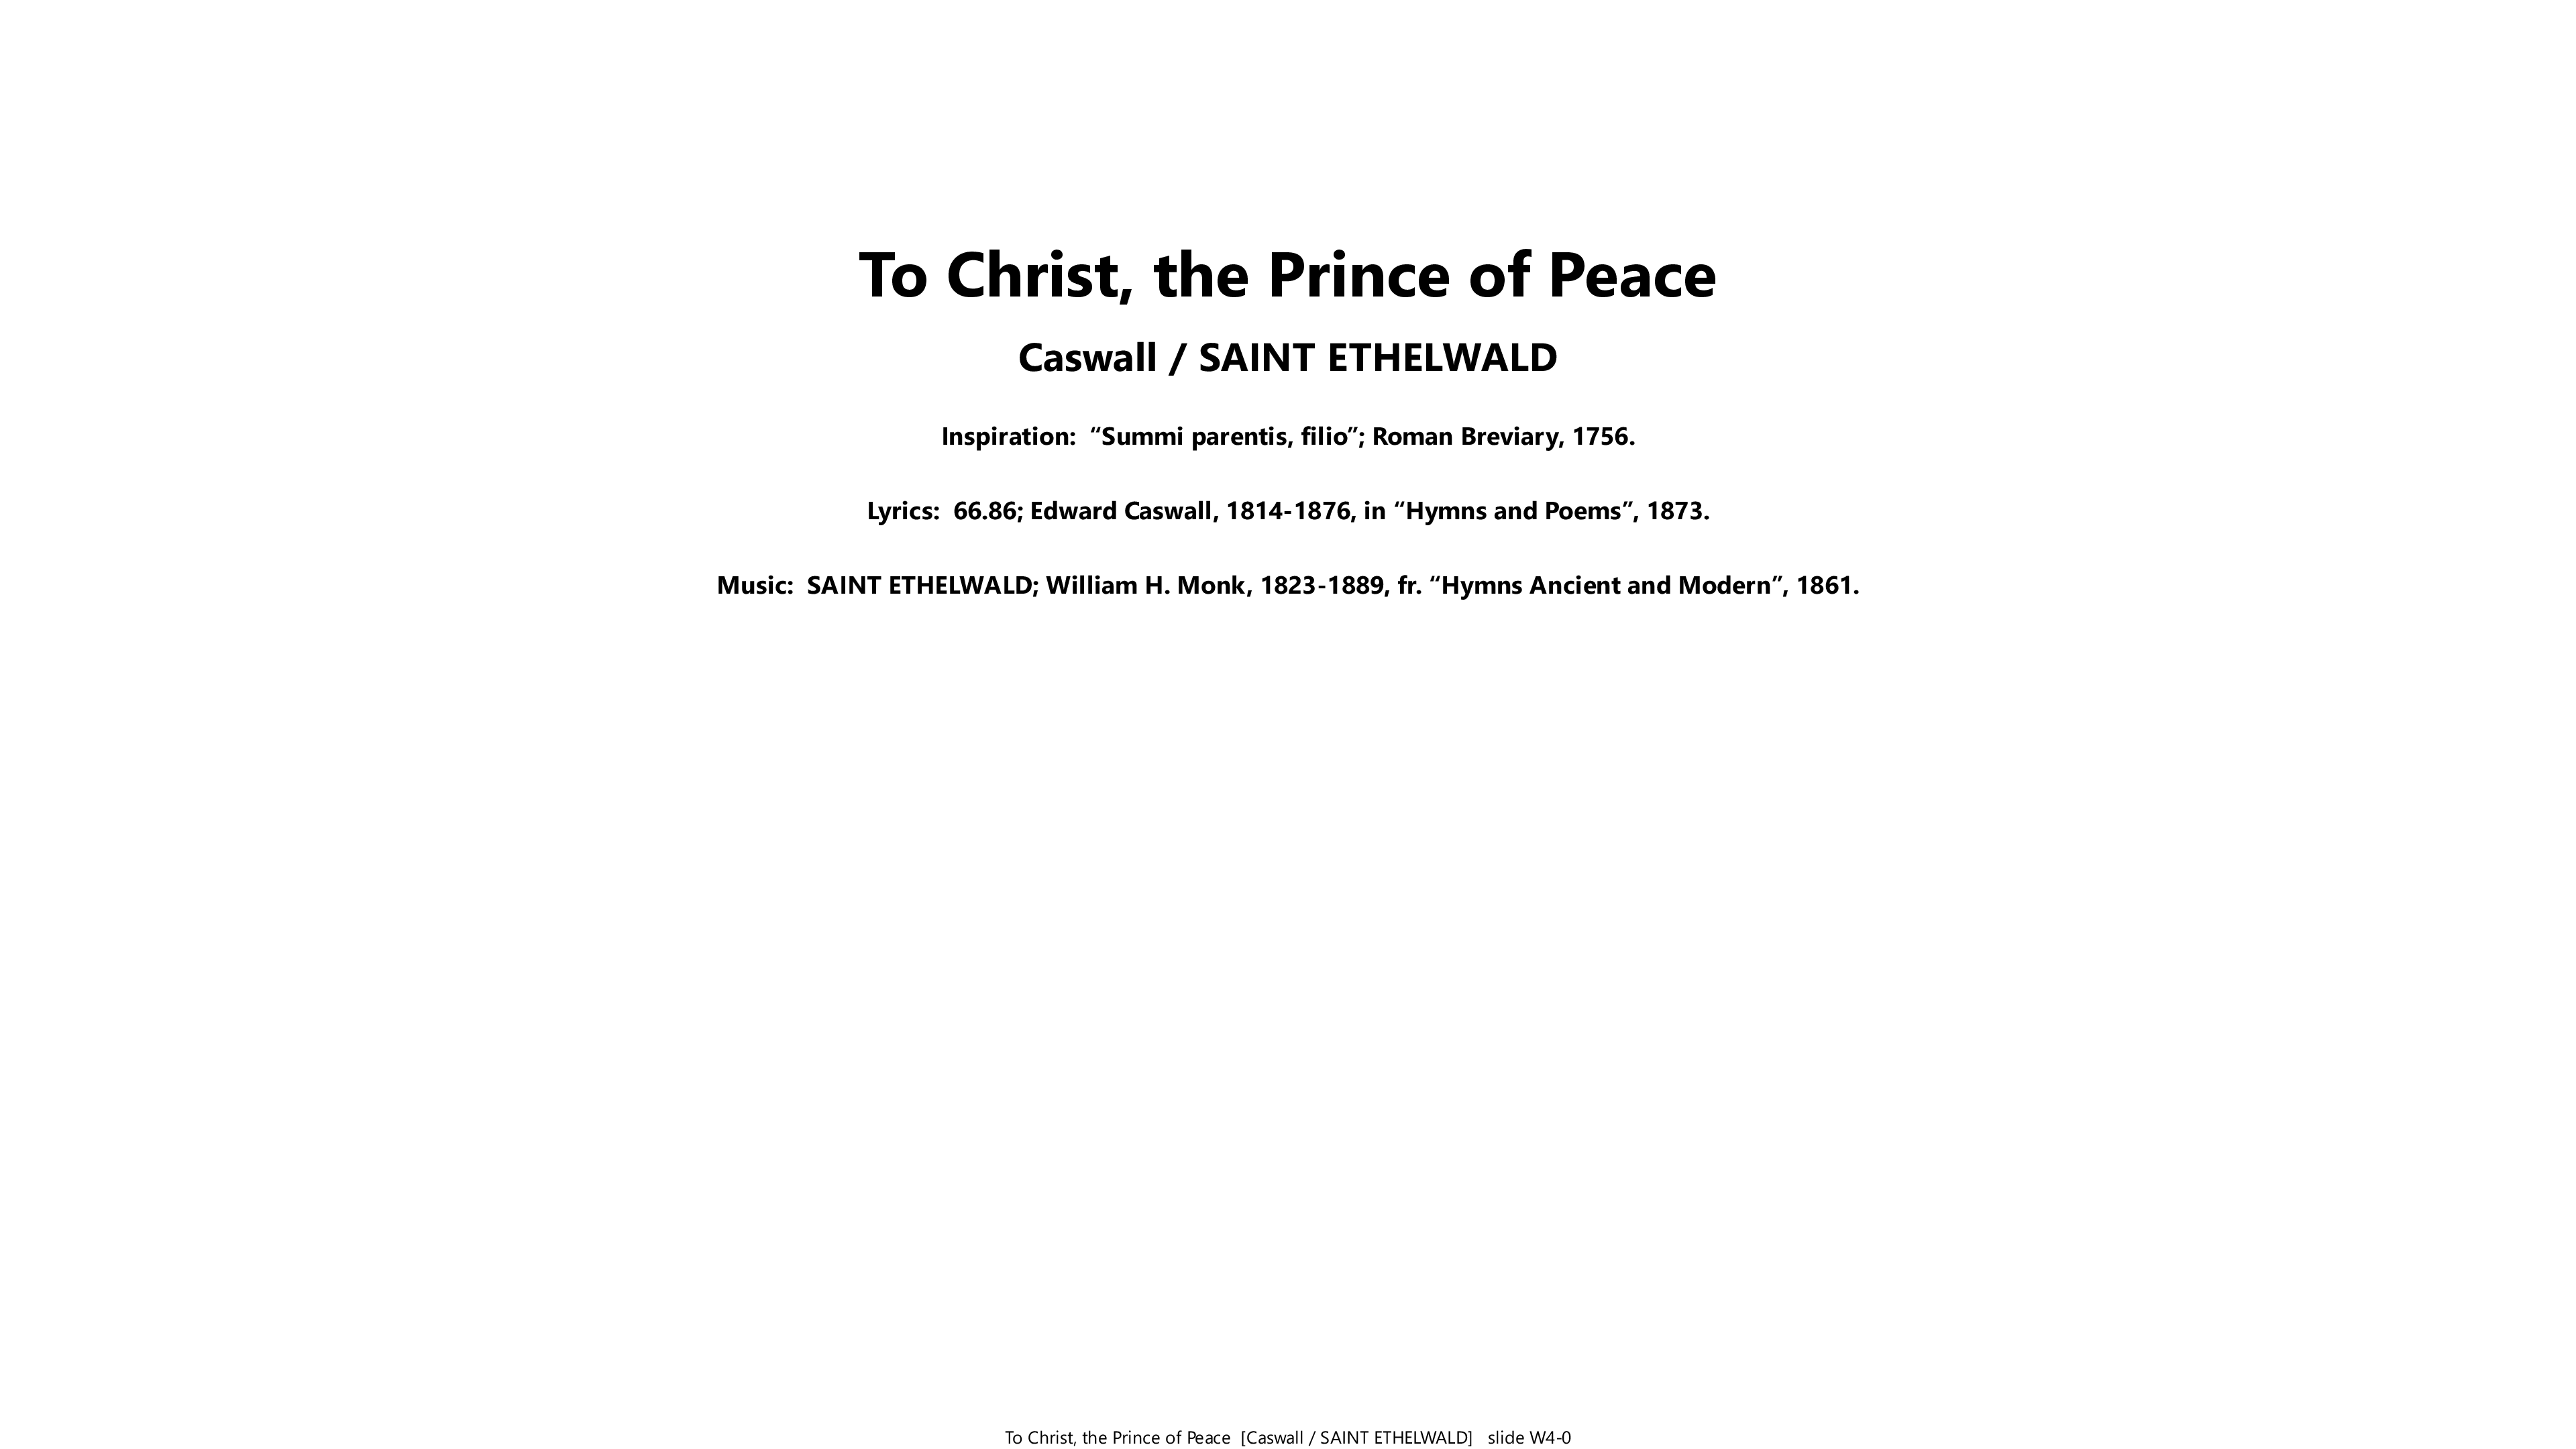 To Christ, the Prince of Peace
Caswall / SAINT ETHELWALD
Inspiration:  “Summi parentis, filio”; Roman Breviary, 1756.
Lyrics:  66.86; Edward Caswall, 1814-1876, in “Hymns and Poems”, 1873.
Music:  SAINT ETHELWALD; William H. Monk, 1823-1889, fr. “Hymns Ancient and Modern”, 1861.
To Christ, the Prince of Peace  [Caswall / SAINT ETHELWALD]   slide W4-0